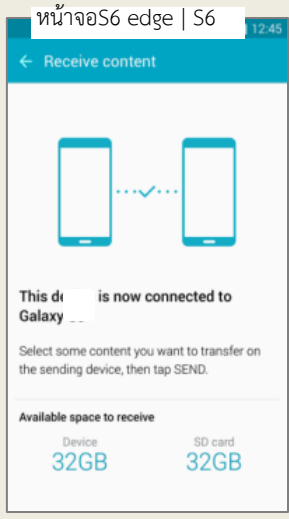 หน้าจอS6 edge | S6
12:45
← Receive content
This de is now connected to
Galaxy
Select some content you want to transfer on
the sending device, then tap SEND.
Available space to receive
Device SD card
32GB 32GB